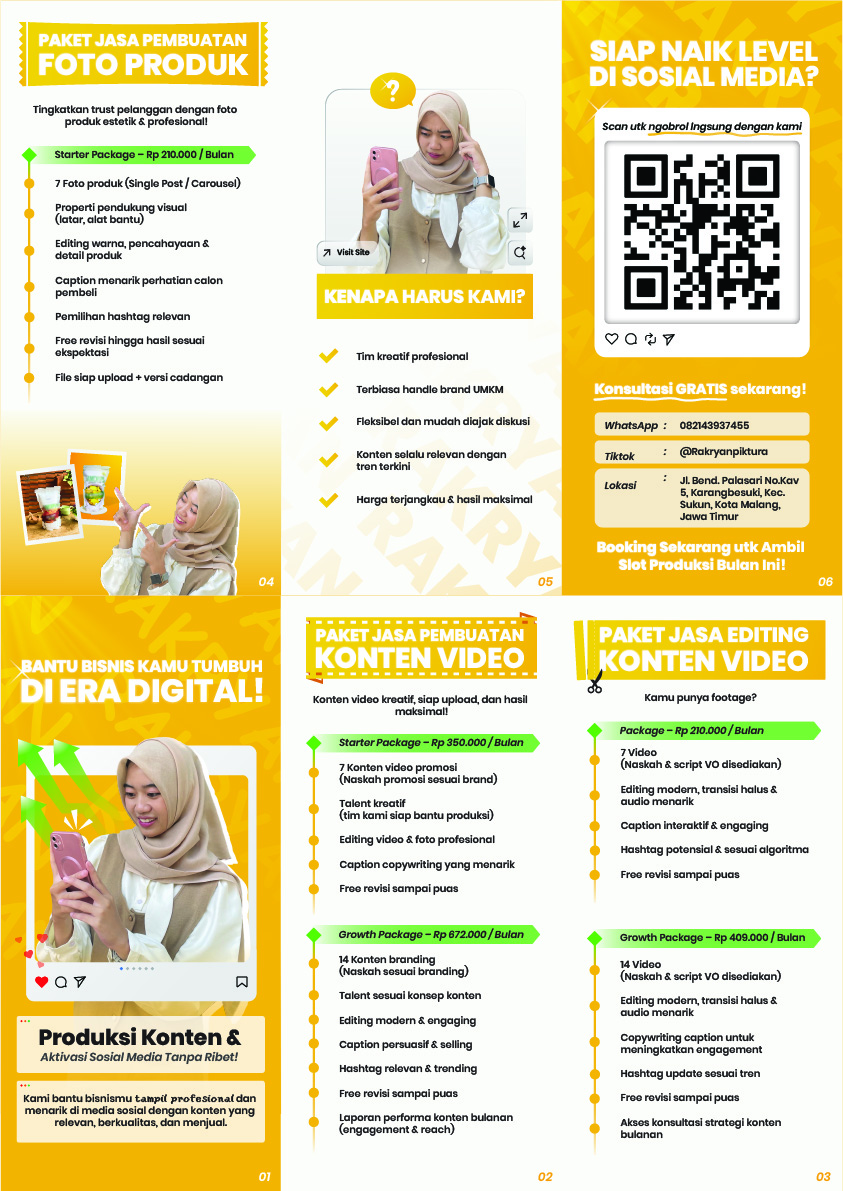 PAKET JASA PEMBUATAN
FOTO PRODUK
Tingkatkan trust pelanggan dengan foto
produk estetik & profesional!
Starter Package – Rp 210.000 / Bulan
7 Foto produk (Single Post / Carousel)
Properti pendukung visual
(latar, alat bantu)
Editing warna, pencahayaan &
detail produk
Caption menarik perhatian calon
pembeli
Pemilihan hashtag relevan
Free revisi hingga hasil sesuai
ekspektasi
File siap upload + versi cadangan
04
?
Visit Site
KENAPA HARUS KAMI?
Tim kreatif profesional
Terbiasa handle brand UMKM
Fleksibel dan mudah diajak diskusi
Konten selalu relevan dengan
tren terkini
Harga terjangkau & hasil maksimal
05
SIAP NAIK LEVEL
DI SOSIAL MEDIA?
Scan utk ngobrol lngsung dengan kami
Konsultasi GRATIS sekarang!
WhatsApp : 082143937455
Tiktok : @Rakryanpiktura
Lokasi : Jl. Bend. Palasari No.Kav
5, Karangbesuki, Kec.
Sukun, Kota Malang,
Jawa Timur
Booking Sekarang utk Ambil
Slot Produksi Bulan Ini!
06
BANTU BISNIS KAMU TUMBUH
DI ERA DIGITAL!
Produksi Konten &
Aktivasi Sosial Media Tanpa Ribet!
Kami bantu bisnismu tampil profesional dan
menarik di media sosial dengan konten yang
relevan, berkualitas, dan menjual.
01
PAKET JASA PEMBUATAN
KONTEN VIDEO
Konten video kreatif, siap upload, dan hasil
maksimal!
Starter Package – Rp 350.000 / Bulan
7 Konten video promosi
(Naskah promosi sesuai brand)
Talent kreatif
(tim kami siap bantu produksi)
Editing video & foto profesional
Caption copywriting yang menarik
Free revisi sampai puas
Growth Package – Rp 672.000 / Bulan
14 Konten branding
(Naskah sesuai branding)
Talent sesuai konsep konten
Editing modern & engaging
Caption persuasif & selling
Hashtag relevan & trending
Free revisi sampai puas
Laporan performa konten bulanan
(engagement & reach)
02
PAKET JASA EDITING
KONTEN VIDEO
Kamu punya footage?
Package – Rp 210.000 / Bulan
7 Video
(Naskah & script VO disediakan)
Editing modern, transisi halus &
audio menarik
Caption interaktif & engaging
Hashtag potensial & sesuai algoritma
Free revisi sampai puas
Growth Package – Rp 409.000 / Bulan
14 Video
(Naskah & script VO disediakan)
Editing modern, transisi halus &
audio menarik
Copywriting caption untuk
meningkatkan engagement
Hashtag update sesuai tren
Free revisi sampai puas
Akses konsultasi strategi konten
bulanan
03